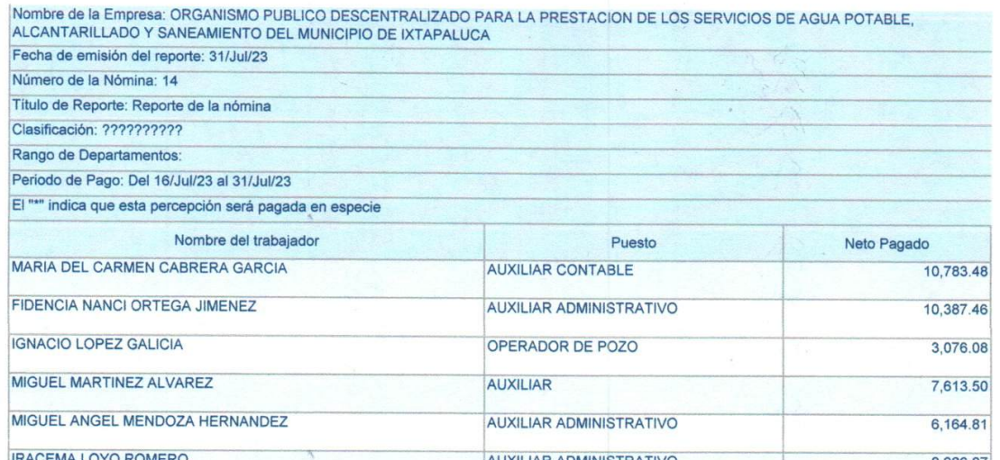 Nombre de la Empresa: ORGANISMO PUBLICO DESCENTRALIZADO PARA LA PRESTACION DE LOS SERVICIOS DE AGUA POTABLE,
ALCANTARILLADO Y SANEAMIENTO DEL MUNICIPIO DE IXTAPALUCA
Fecha de emisión del reporte: 31/Jul/23
Número de la Nómina: 14
Título de Reporte: Reporte de la nómina
Clasificación: ??????????
Rango de Departamentos:
Periodo de Pago: Del 16/Jul/23 al 31/Jul/23
El "*" indica que esta percepción será pagada en especie
Nombre del trabajador Puesto Neto Pagado
MARIA DEL CARMEN CABRERA GARCIA AUXILIAR CONTABLE 10,783.48
FIDENCIA NANCI ORTEGA JIMENEZ AUXILIAR ADMINISTRATIVO 10,387.46
IGNACIO LOPEZ GALICIA OPERADOR DE POZO 3,076.08
MIGUEL MARTINEZ ALVAREZ AUXILIAR 7,613.50
MIGUEL ANGEL MENDOZA HERNANDEZ AUXILIAR ADMINISTRATIVO 6,164.81
IRACEMA LOYO ROMERO AUXILIAR ADMINISTRATIVO